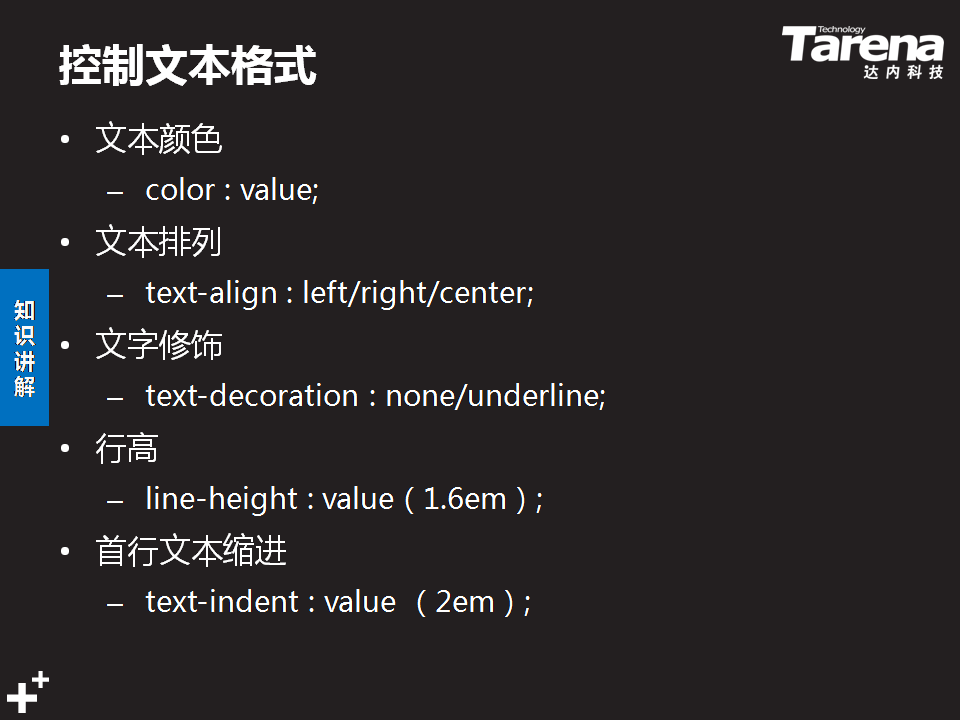 控制文本格式
Technology
Tarena
达内科技
• 文本颜色
– color : value;
• 文本排列
– text-align : left/right/center;
• 文字修饰
– text-decoration : none/underline;
• 行高
– line-height : value ( 1.6em ) ;
• 首行文本缩进
– text-indent : value ( 2em ) ;
知识讲解